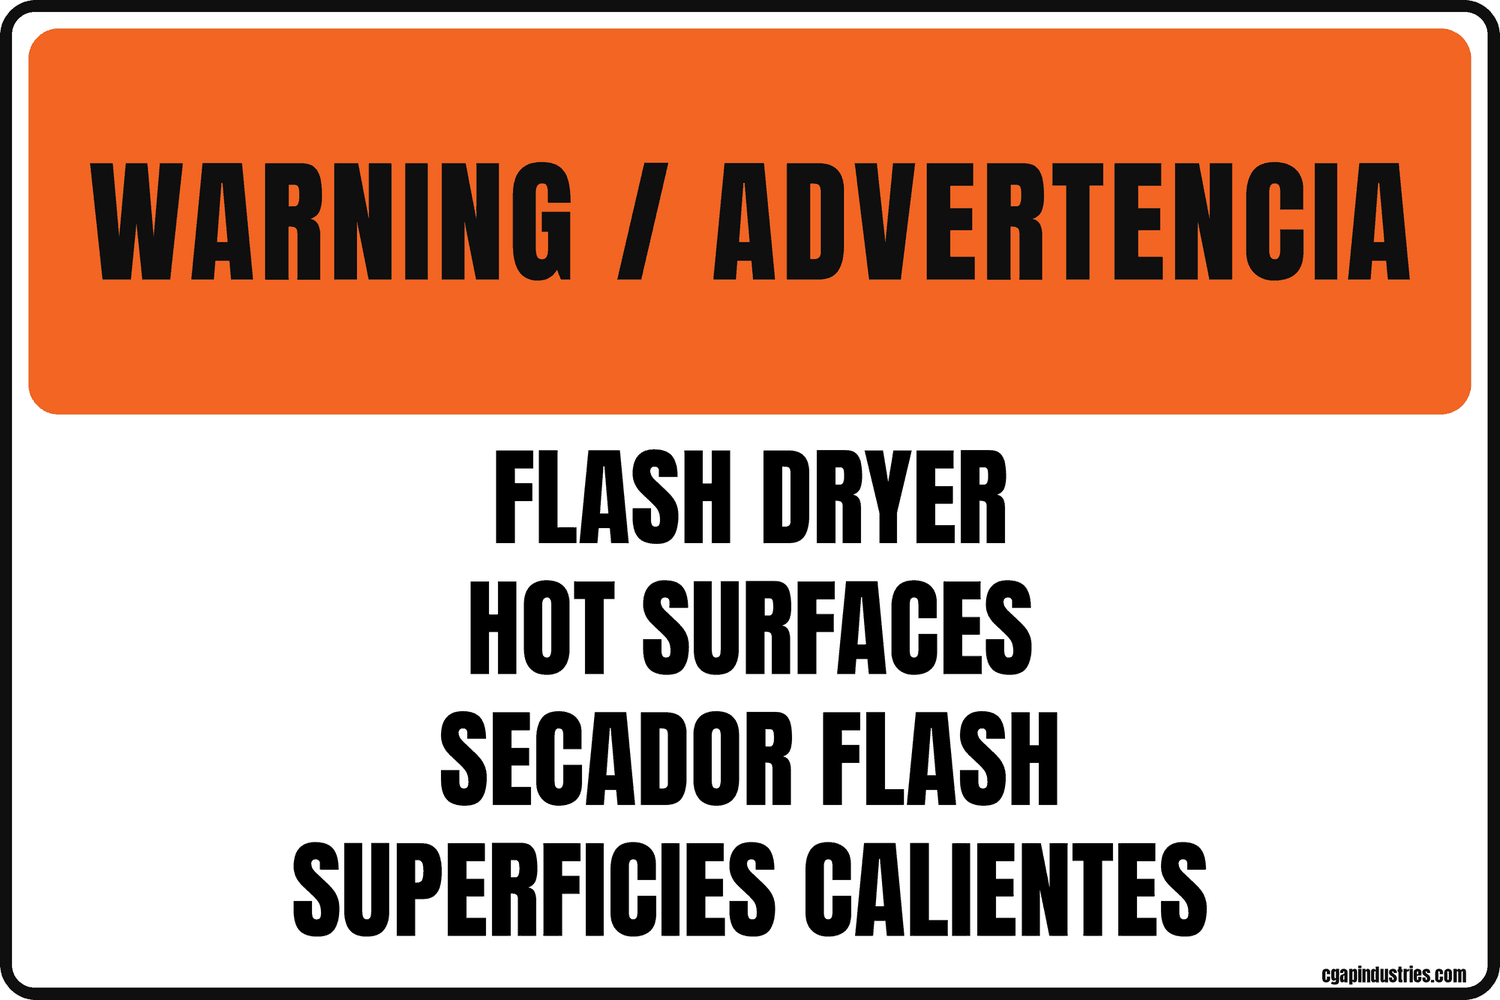 WARNING / ADVERTENCIA
FLASH DRYER
HOT SURFACES
SECADOR FLASH
SUPERFICIES CALIENTES
cgapindustries.com